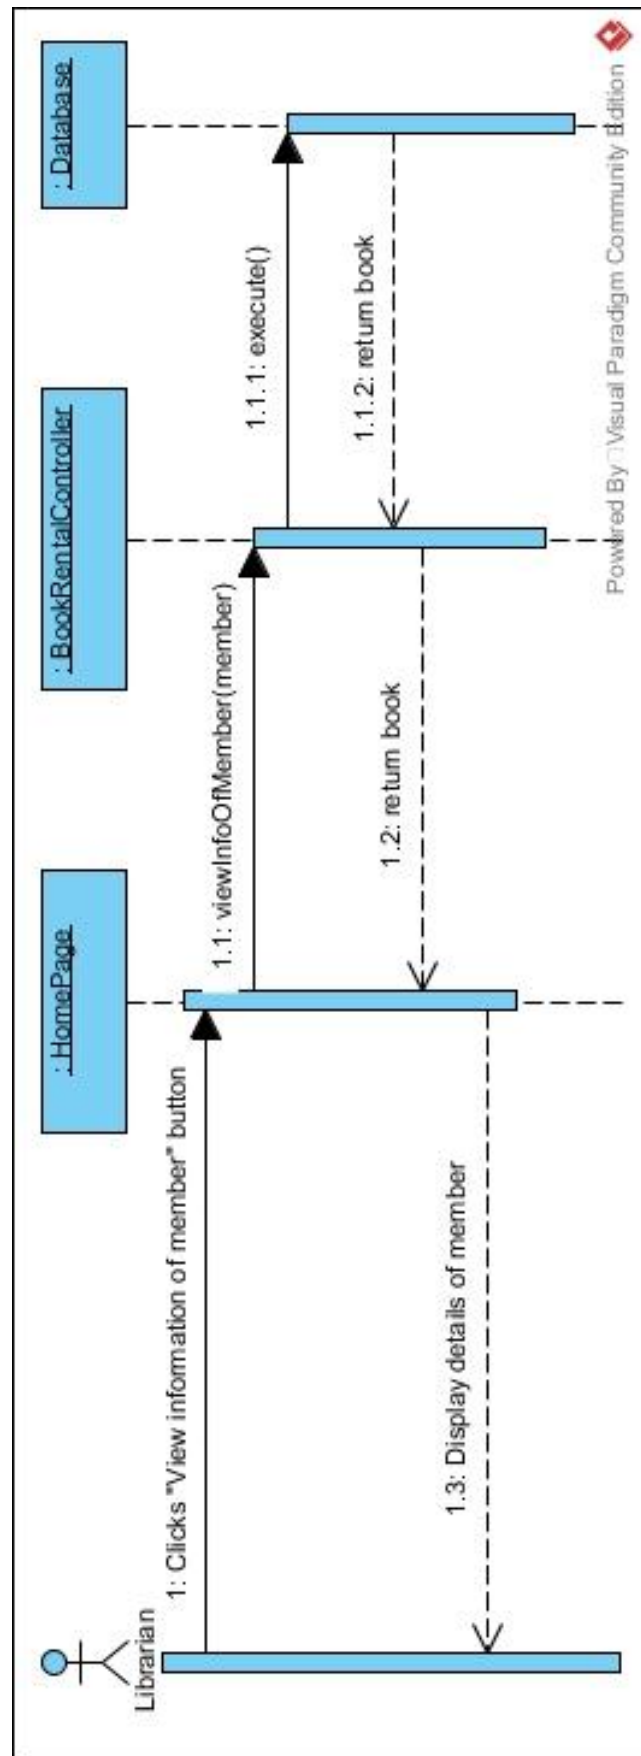 Librarian
: HomePage
: BookRentalController
: Database
1: Clicks "View information of member" button
1.1: viewInfoOfMember(member)
1.1.1: execute()
1.1.2: return book
1.2: return book
1.3: Display details of member
Powered By Visual Paradigm Community Edition